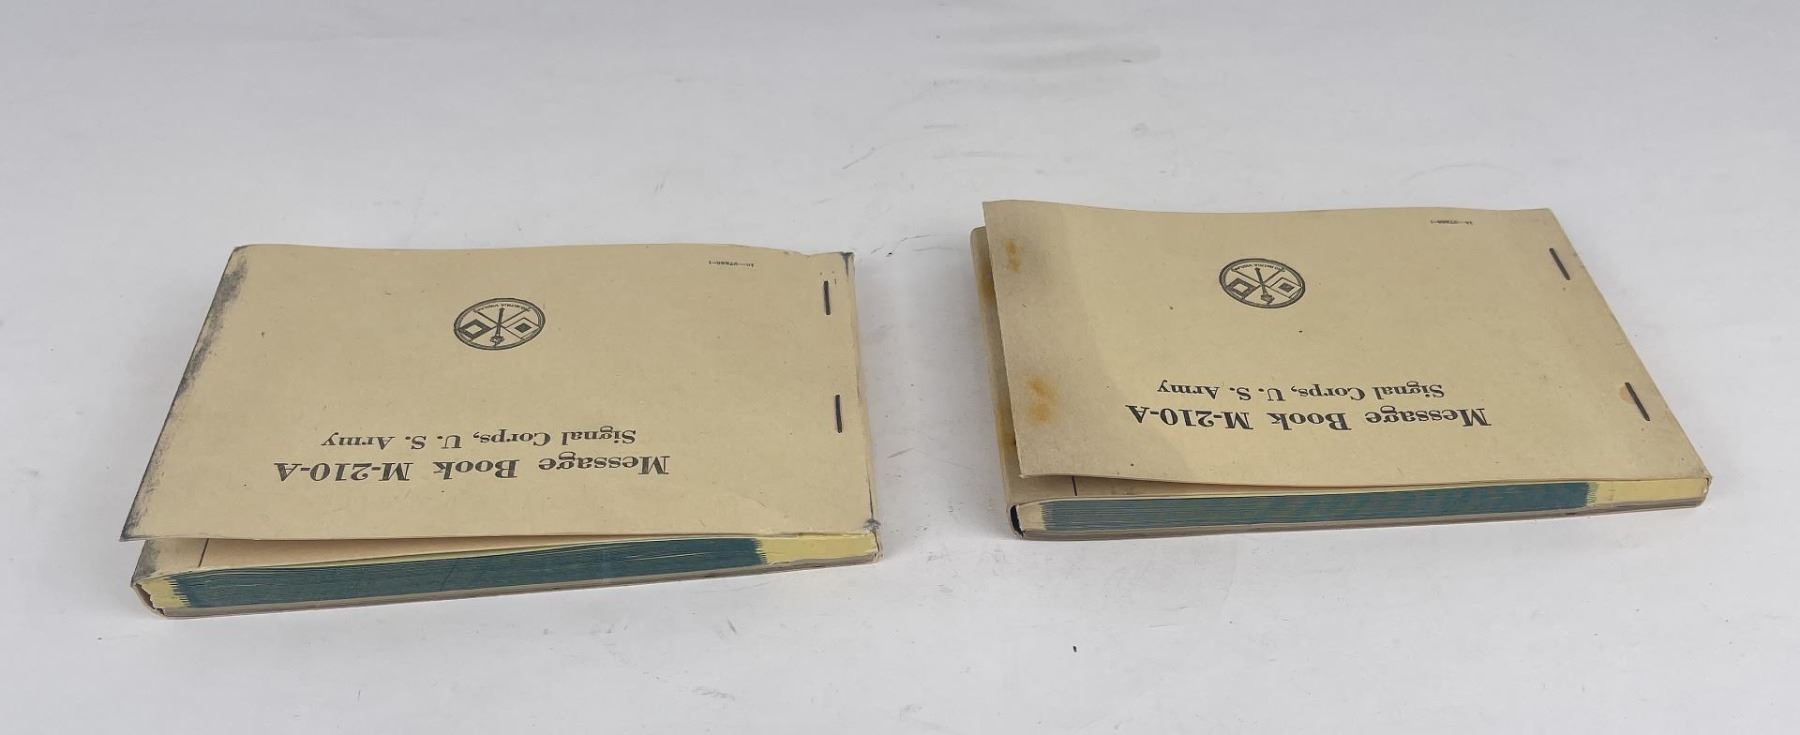 Message Book M-210-A
Signal Corps, U. S. Army
Message Book M-210-A
Signal Corps, U. S. Army